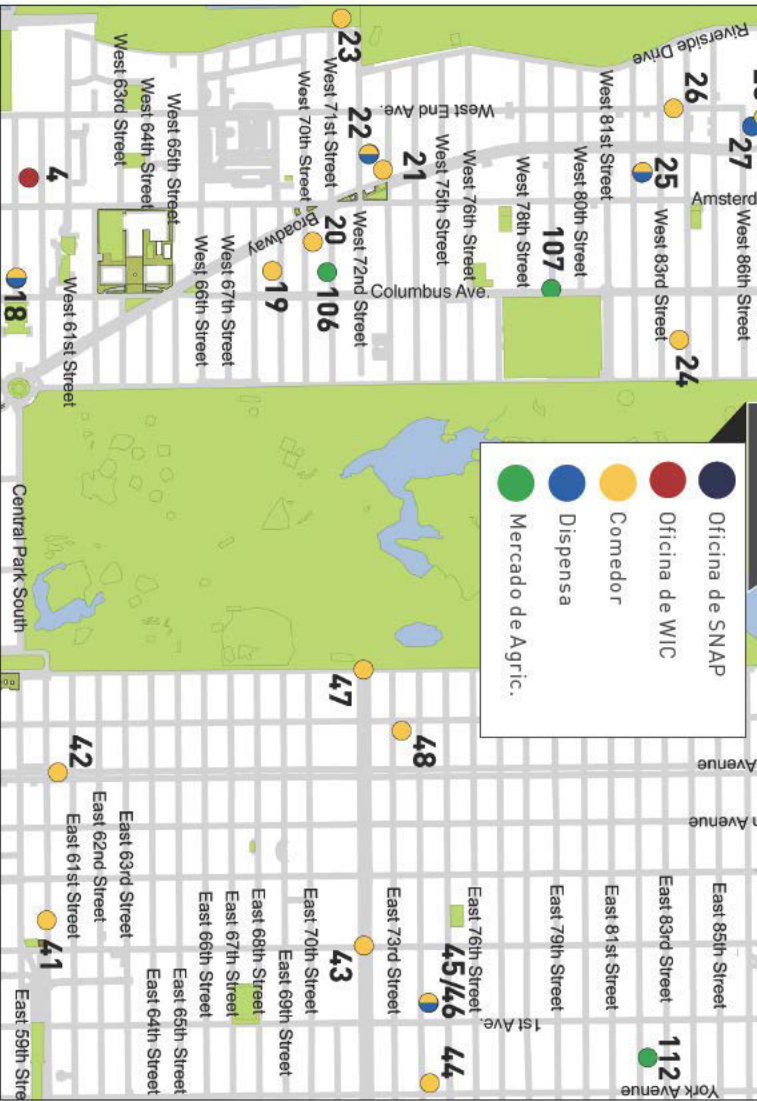 Riverside Drive
26
27
23
West 63rd Street
West 64th Street
West 65th Street
West 70th Street
West 71st Street
22
West End Ave.
West 81st Street
25
21
4
West 75th Street
West 76th Street
West 78th Street
West 80th Street
Amsterd
West 86th Street
West 83rd Street
20
Broadway
West 72nd Street
107
18
West 61st Street
West 66th Street
West 67th Street
19
106
Columbus Ave.
24
Oficina de SNAP
Oficina de WIC
Comedor
Dispensa
Mercado de Agric.
Central Park South
47
48
42
Avenue
n Avenue
East 61st Street
East 62nd Street
East 63rd Street
41
East 59th Stre
East 64th Street
East 65th Street
East 66th Street
East 67th Street
East 68th Street
East 69th Street
East 70th Street
43
East 73rd Street
45/46
East 76th Street
East 79th Street
East 81st Street
East 83rd Street
East 85th Street
1st Ave.
44
112
York Avenue